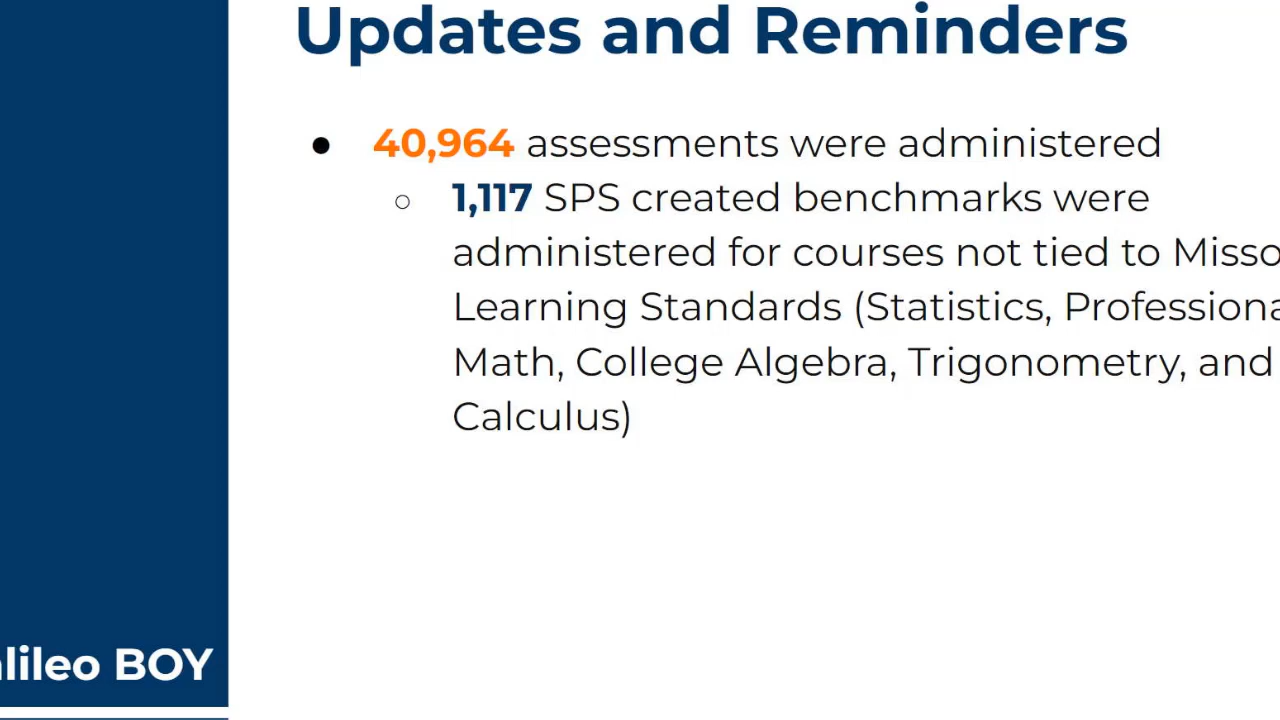 Updates and Reminders
● 40,964 assessments were administered
○ 1,117 SPS created benchmarks were
administered for courses not tied to
Learning Standards (Statistics,
Math, College Algebra, Trigonometry, and
Calculus)
BOY